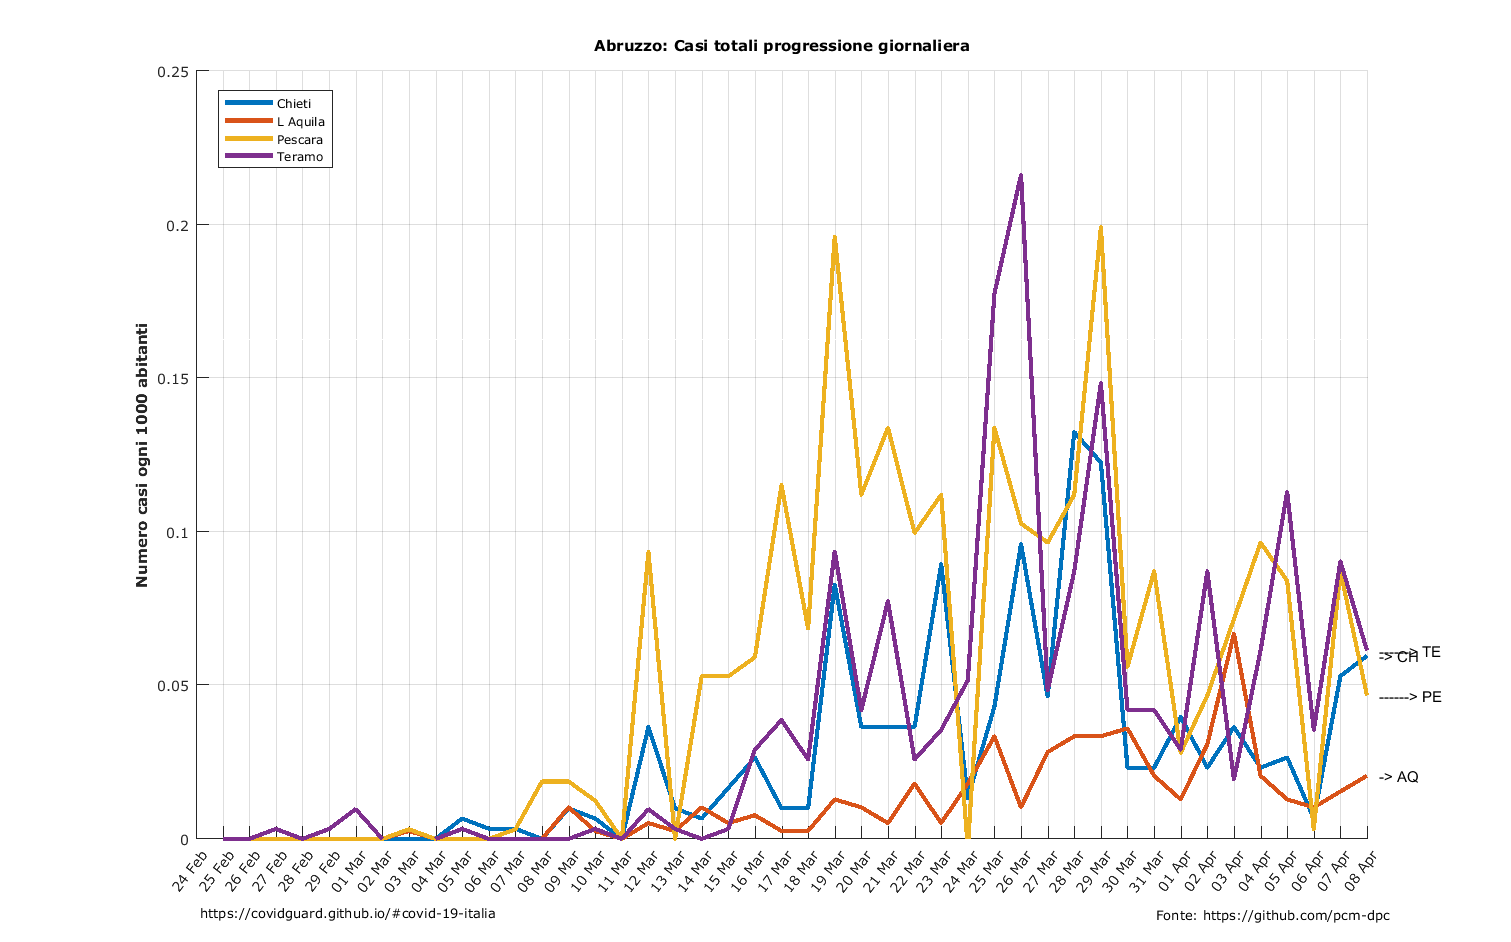 Abruzzo: Casi totali progressione giornaliera
0.25
0.2
0.15
0.1
0.05
0
Numero casi ogni 1000 abitanti
Chieti
L Aquila
Pescara
Teramo
------> TE
-> CH
------> PE
-> AQ
24 Feb
25 Feb
26 Feb
27 Feb
28 Feb
29 Feb
01 Mar
02 Mar
03 Mar
04 Mar
05 Mar
06 Mar
07 Mar
08 Mar
09 Mar
10 Mar
11 Mar
12 Mar
13 Mar
14 Mar
15 Mar
16 Mar
17 Mar
18 Mar
19 Mar
20 Mar
21 Mar
22 Mar
23 Mar
24 Mar
25 Mar
26 Mar
27 Mar
28 Mar
29 Mar
30 Mar
31 Mar
01 Apr
02 Apr
03 Apr
04 Apr
05 Apr
06 Apr
07 Apr
08 Apr
https://covidguard.github.io/#covid-19-italia
Fonte: https://github.com/pcm-dpc